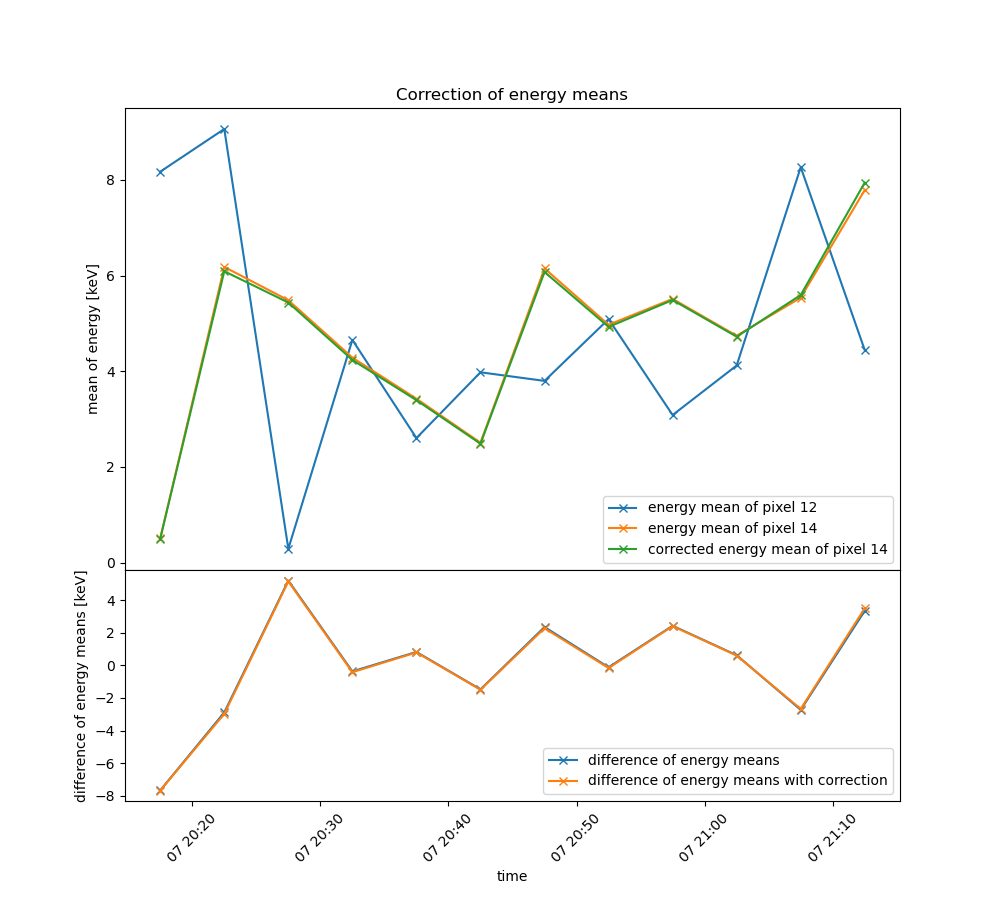 Correction of energy means
mean of energy [keV]
8
6
4
2
0
energy mean of pixel 12
energy mean of pixel 14
corrected energy mean of pixel 14
difference of energy means [keV]
4
2
0
−2
−4
−6
−8
difference of energy means
difference of energy means with correction
07 20:20
07 20:30
07 20:40
07 20:50
07 21:00
07 21:10
time